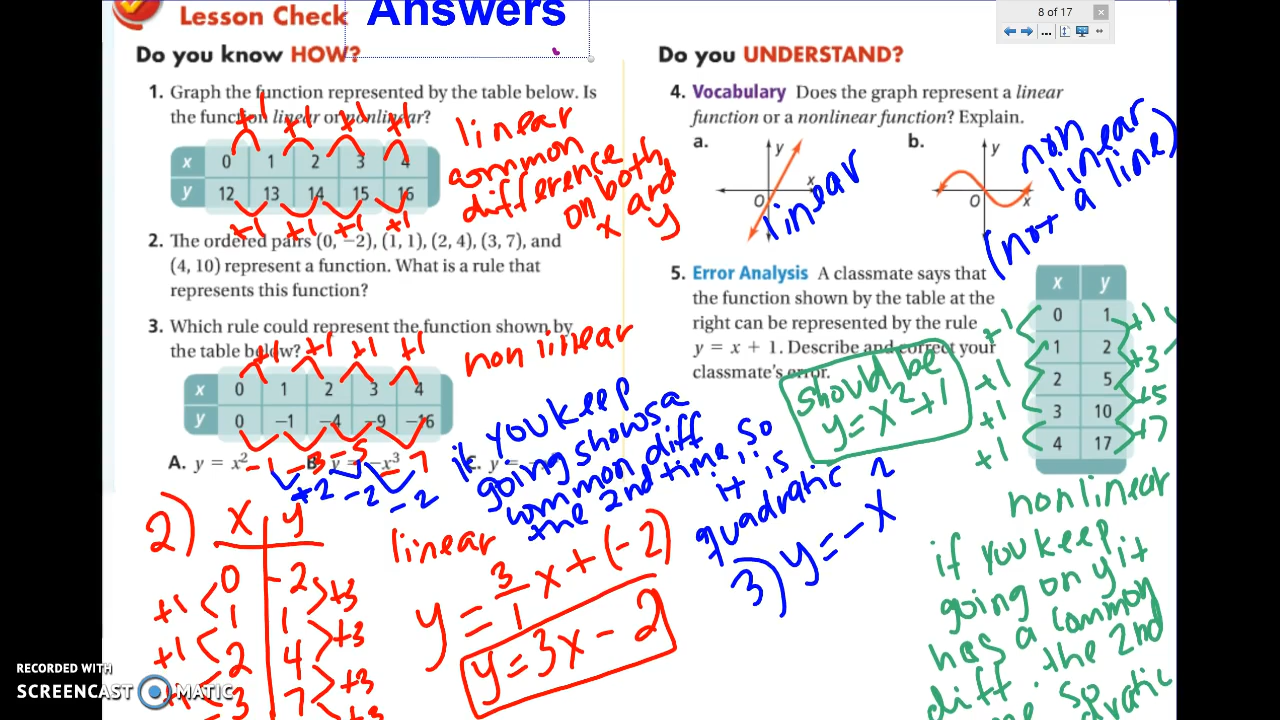 Lesson Check
Answers
8 of 17
Do you know HOW?
1. Graph the function represented by the table below. Is
the function linear or nonlinear?
+1 +1 +1 +1
x 0 1 2 3 4
y 12 13 14 15 16
+1 +1 +1 +1
linear
common
difference
on both
x and
y
2. The ordered pairs (0, −2), (1, 1), (2, 4), (3, 7), and
(4, 10) represent a function. What is a rule that
represents this function?
3. Which rule could represent the function shown by
the table below?
+1 +1 +1 +1
non linear
x 0 1 2 3 4
y 0 −1 −4 −9 −16
-1 -3 -5 -7
+2 -2 -2
A. y = x² B. y = −x³ C. y =
if you keep
going shows a
common diff
the 2nd time, so
it is
quadratic
2)
x y
0 -2
1 1
2 4
3 7
+1 +3
+1 +3
+3
+3
linear
y = 3/1 x + (-2)
y = 3x - 2
3) y = -x²
Do you UNDERSTAND?
4. Vocabulary Does the graph represent a linear
function or a nonlinear function? Explain.
a. b.
y
x
O
linear
y
x
O
non
linear
(not a line)
5. Error Analysis A classmate says that
the function shown by the table at the
right can be represented by the rule
y = x + 1. Describe and correct your
classmate's error.
should be
y = x² + 1
x y
0 1
1 2
2 5
3 10
4 17
+1 +1
+1 +3
+1 +5
+1 +7
nonlinear
if you keep
going on y it
has a common
diff. the 2nd
so
RECORDED WITH
SCREENCAST MATIC